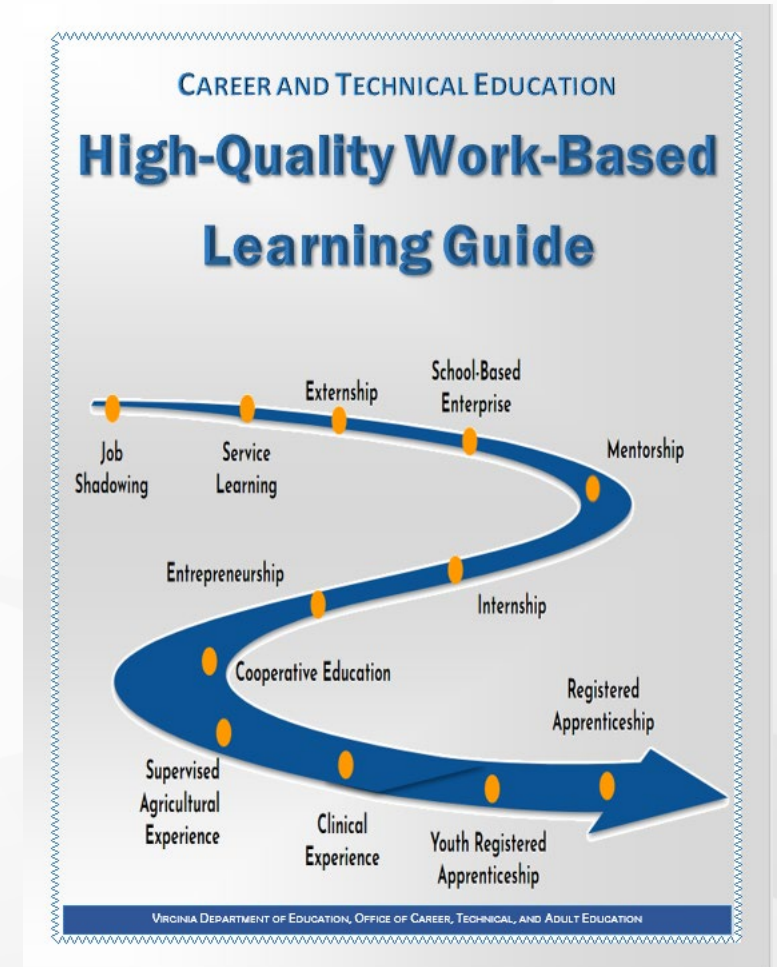 CAREER AND TECHNICAL EDUCATION
High-Quality Work-Based
Learning Guide
Job
Shadowing
Service
Learning
Externship
School-Based
Enterprise
Mentorship
Internship
Entrepreneurship
Cooperative Education
Supervised
Agricultural
Experience
Clinical
Experience
Youth Registered
Apprenticeship
Registered
Apprenticeship
VIRGINIA DEPARTMENT OF EDUCATION, OFFICE OF CAREER, TECHNICAL, AND ADULT EDUCATION